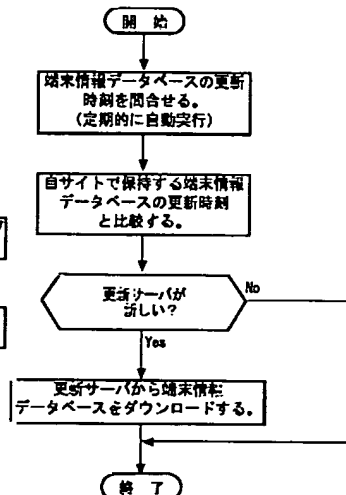 開 始
端末情報データベースの更新
時刻を問合せる。
(定期的に自動実行)
自サイトで保持する端末情報
データベースの更新時刻
と比較する。
更新サーバが
新しい?
No
Yes
更新サーバから端末情報
データベースをダウンロードする。
終 了